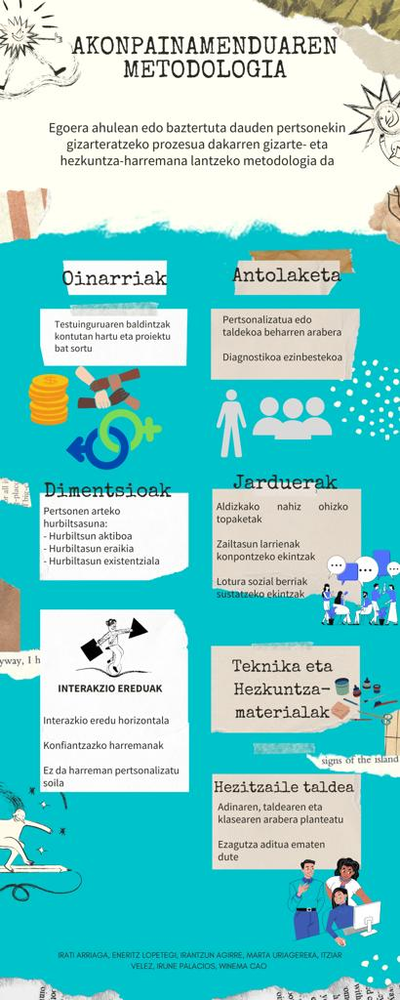 AKONPAINAMENDUAREN
METODOLOGIA
Egoera ahulean edo baztertuta dauden pertsonekin
gizarteratzeko prozesua dakarren gizarte- eta
hezkuntza-harremana lantzeko metodologia da
Oinarriak
Testuinguruaren baldintzak
kontutan hartu eta proiektu
bat sortu
Antolaketa
Pertsonalizatua edo
taldekoa beharren arabera
Diagnostikoa ezinbestekoa
Dimentsioak
Pertsonen arteko
hurbiltsasuna:
- Hurbiltsun aktiboa
- Hurbiltasun eraikia
- Hurbiltasun existentziala
Jarduerak
Aldizkako nahiz ohizko
topaketak
Zailtasun larrienak
konpontzeko ekintzak
Lotura sozial berriak
sustatzeko ekintzak
INTERAKZIO EREDUAK
Interakzio eredu horizontala
Konfiantzazko harremanak
Ez da harreman pertsonalizatu
soila
Teknika eta
Hezkuntza-
materialak
signs of the island
Hezitzaile taldea
Adinaren, taldearen eta
klasearen arabera planteatu
Ezagutza aditua ematen
dute
IRATI ARRIAGA, ENERITZ LOPETEGI, IRANTZUN AGIRRE, MARTA URIAGEREKA, ITZIAR
VELEZ, IRUNE PALACIOS, WINEMA CAO